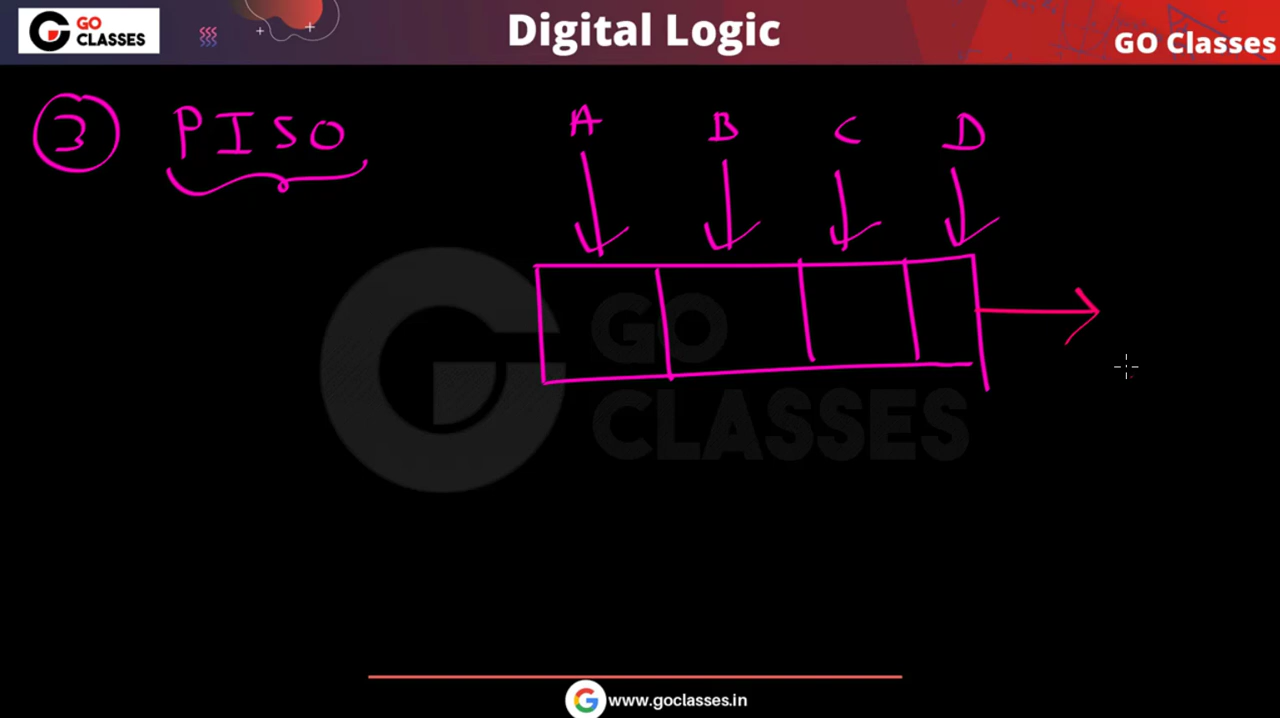 GO
CLASSES
Digital Logic
GO Classes
3 PISO
A B C D
GO
CLASSES
www.goclasses.in